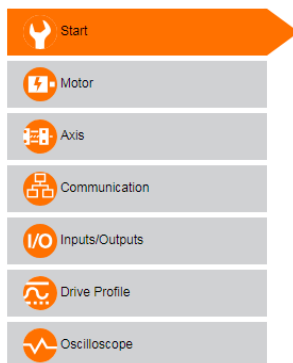 Start
Motor
Axis
Communication
I/O Inputs/Outputs
Drive Profile
Oscilloscope